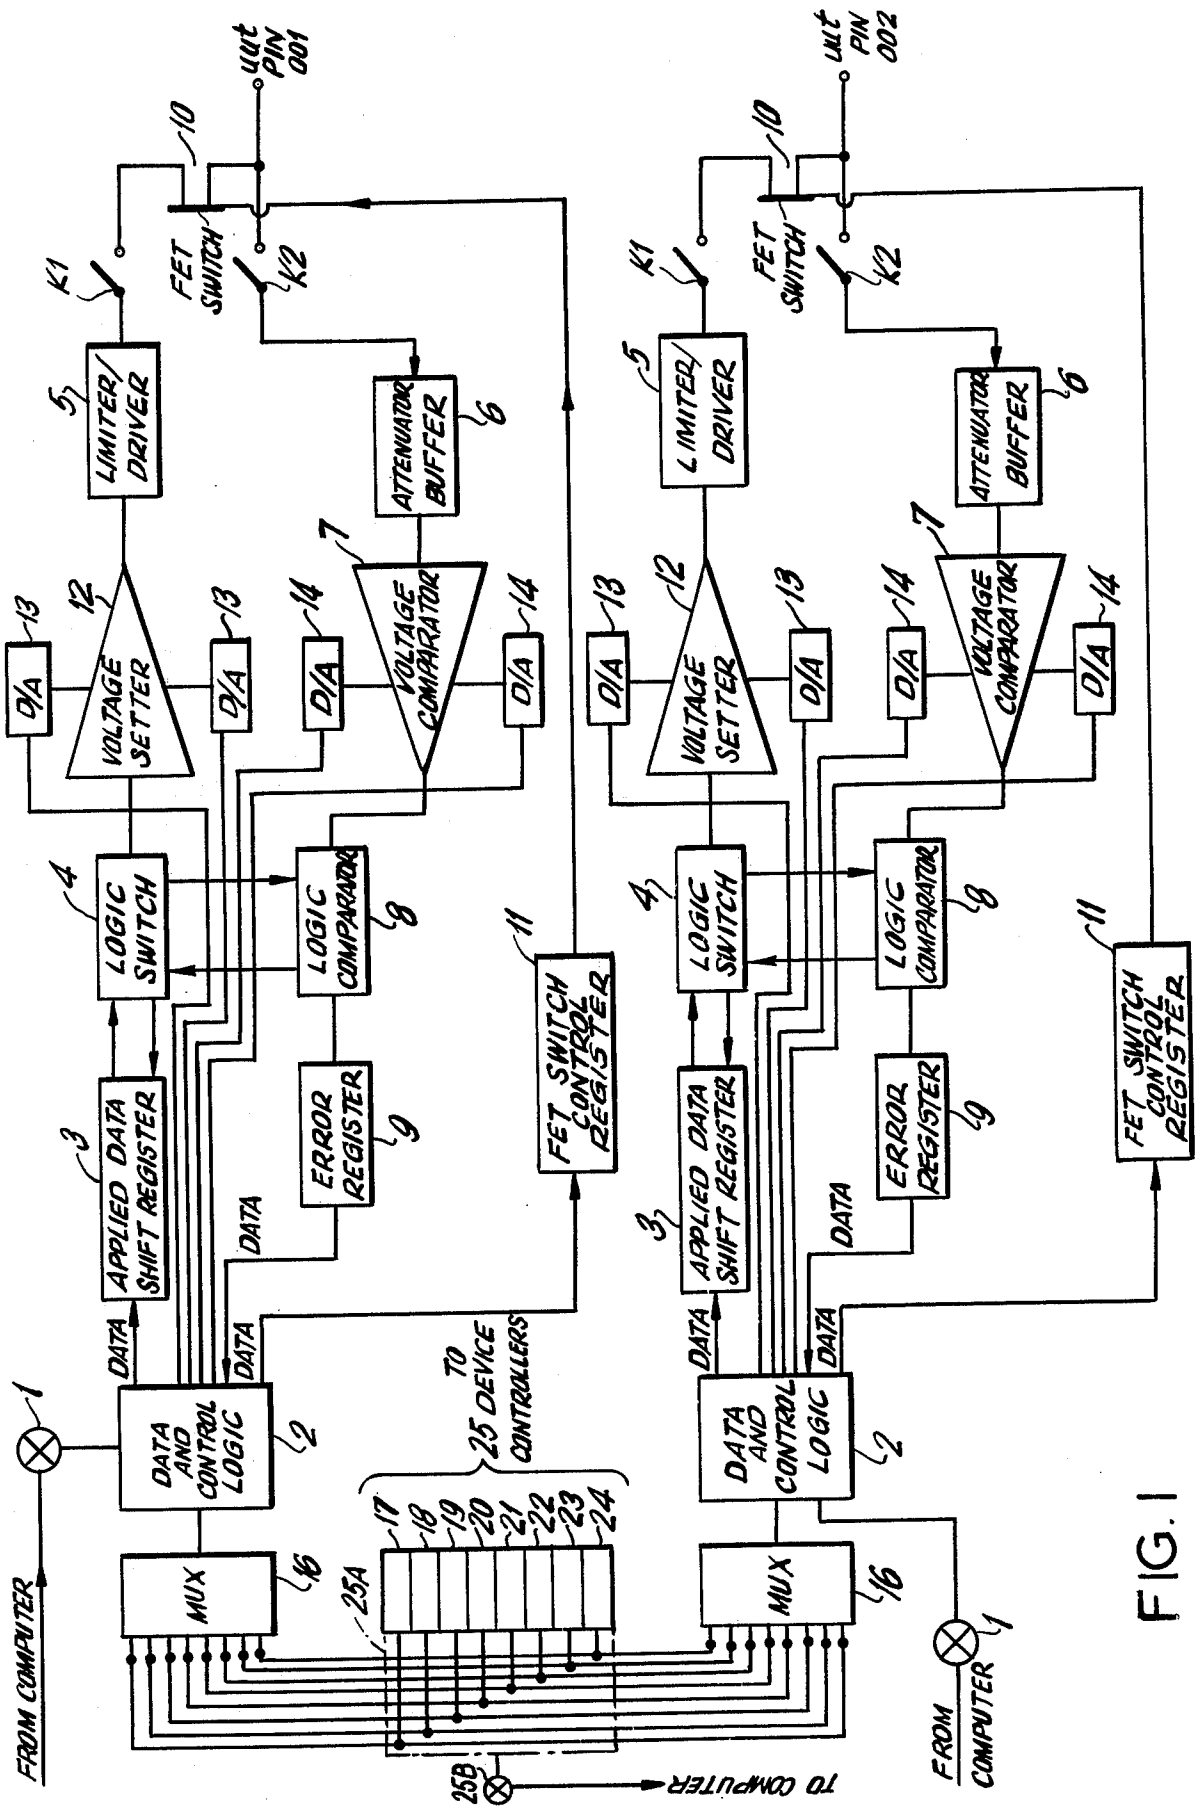 FROM COMPUTER
1
MUX
16
DATA
AND
CONTROL
LOGIC
2
DATA
APPLIED DATA
SHIFT REGISTER
3
LOGIC
SWITCH
4
D/A
13
VOLTAGE
SETTER
12
D/A
13
LIMITER/
DRIVER
5
K1
FET
SWITCH
10
K2
uut
PIN
001
D/A
14
VOLTAGE
COMPARATOR
7
D/A
14
ATTENUATOR
BUFFER
6
LOGIC
COMPARATOR
8
ERROR
REGISTER
9
DATA
DATA
FET SWITCH
CONTROL
REGISTER
11
25A
17
18
19
20
21
22
23
24
TO
25 DEVICE
CONTROLLERS
25B
TO COMPUTER
FROM
COMPUTER
1
MUX
16
DATA
AND
CONTROL
LOGIC
2
DATA
APPLIED DATA
SHIFT REGISTER
3
LOGIC
SWITCH
4
D/A
13
VOLTAGE
SETTER
12
D/A
13
LIMITER/
DRIVER
5
K1
FET
SWITCH
10
K2
uut
PIN
002
D/A
14
VOLTAGE
COMPARATOR
7
D/A
14
ATTENUATOR
BUFFER
6
LOGIC
COMPARATOR
8
ERROR
REGISTER
9
DATA
DATA
FET SWITCH
CONTROL
REGISTER
11
FIG. 1